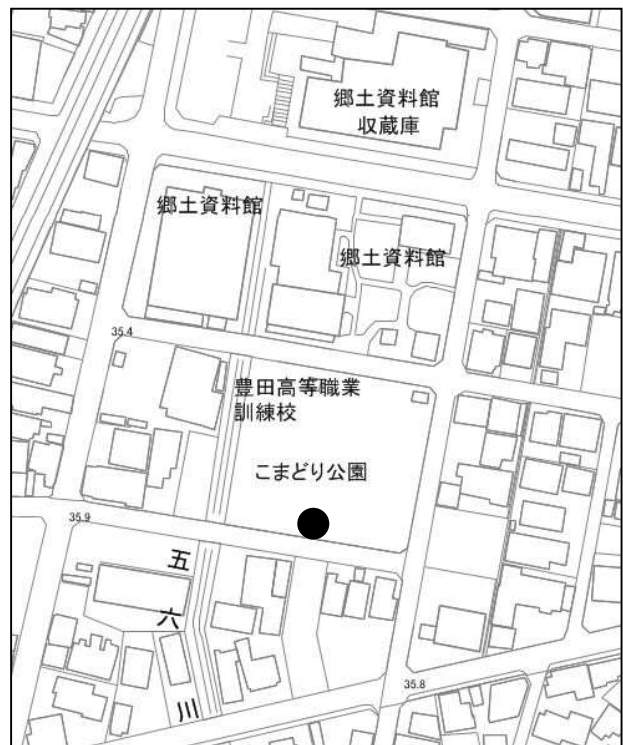 郷土資料館
収蔵庫
郷土資料館
郷土資料館
35.4
豊田高等職業
訓練校
こまどり公園
35.9
五六川
35.8